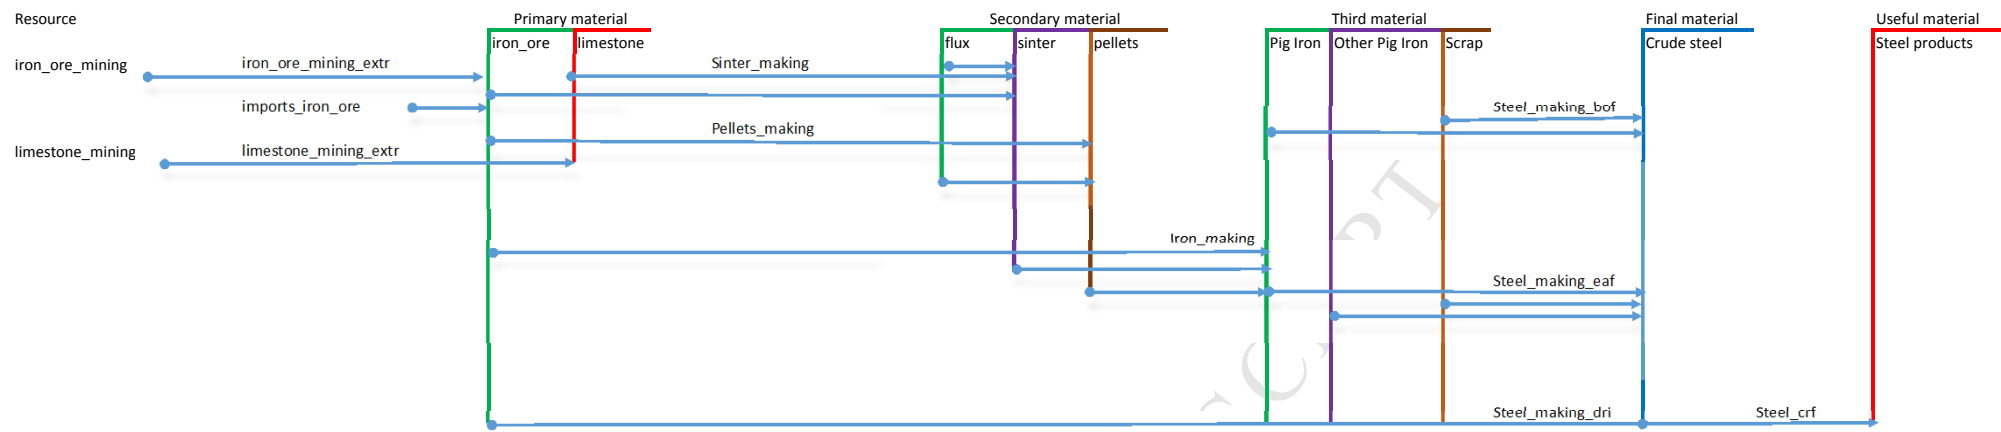 Resource Primary material Secondary material Third material Final material Useful material
iron_ore limestone flux sinter pellets Pig Iron Other Pig Iron Scrap Crude steel Steel products
iron_ore_mining iron_ore_mining_extr Sinter_making
imports_iron_ore Steel_making_bof
Pellets_making
limestone_mining limestone_mining_extr
Iron_making
Steel_making_eaf
Steel_making_dri Steel_crf